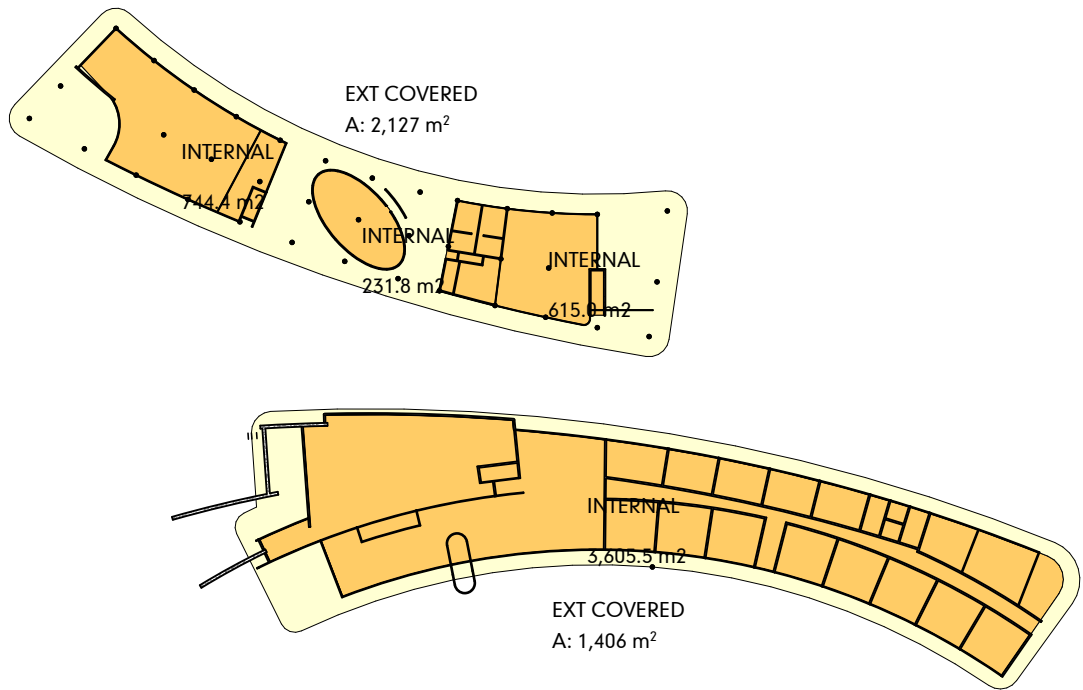 EXT COVERED
A: 2,127 m²
INTERNAL
744.4 m2
INTERNAL
231.8 m2
INTERNAL
615.0 m2
INTERNAL
3,605.5 m2
EXT COVERED
A: 1,406 m²